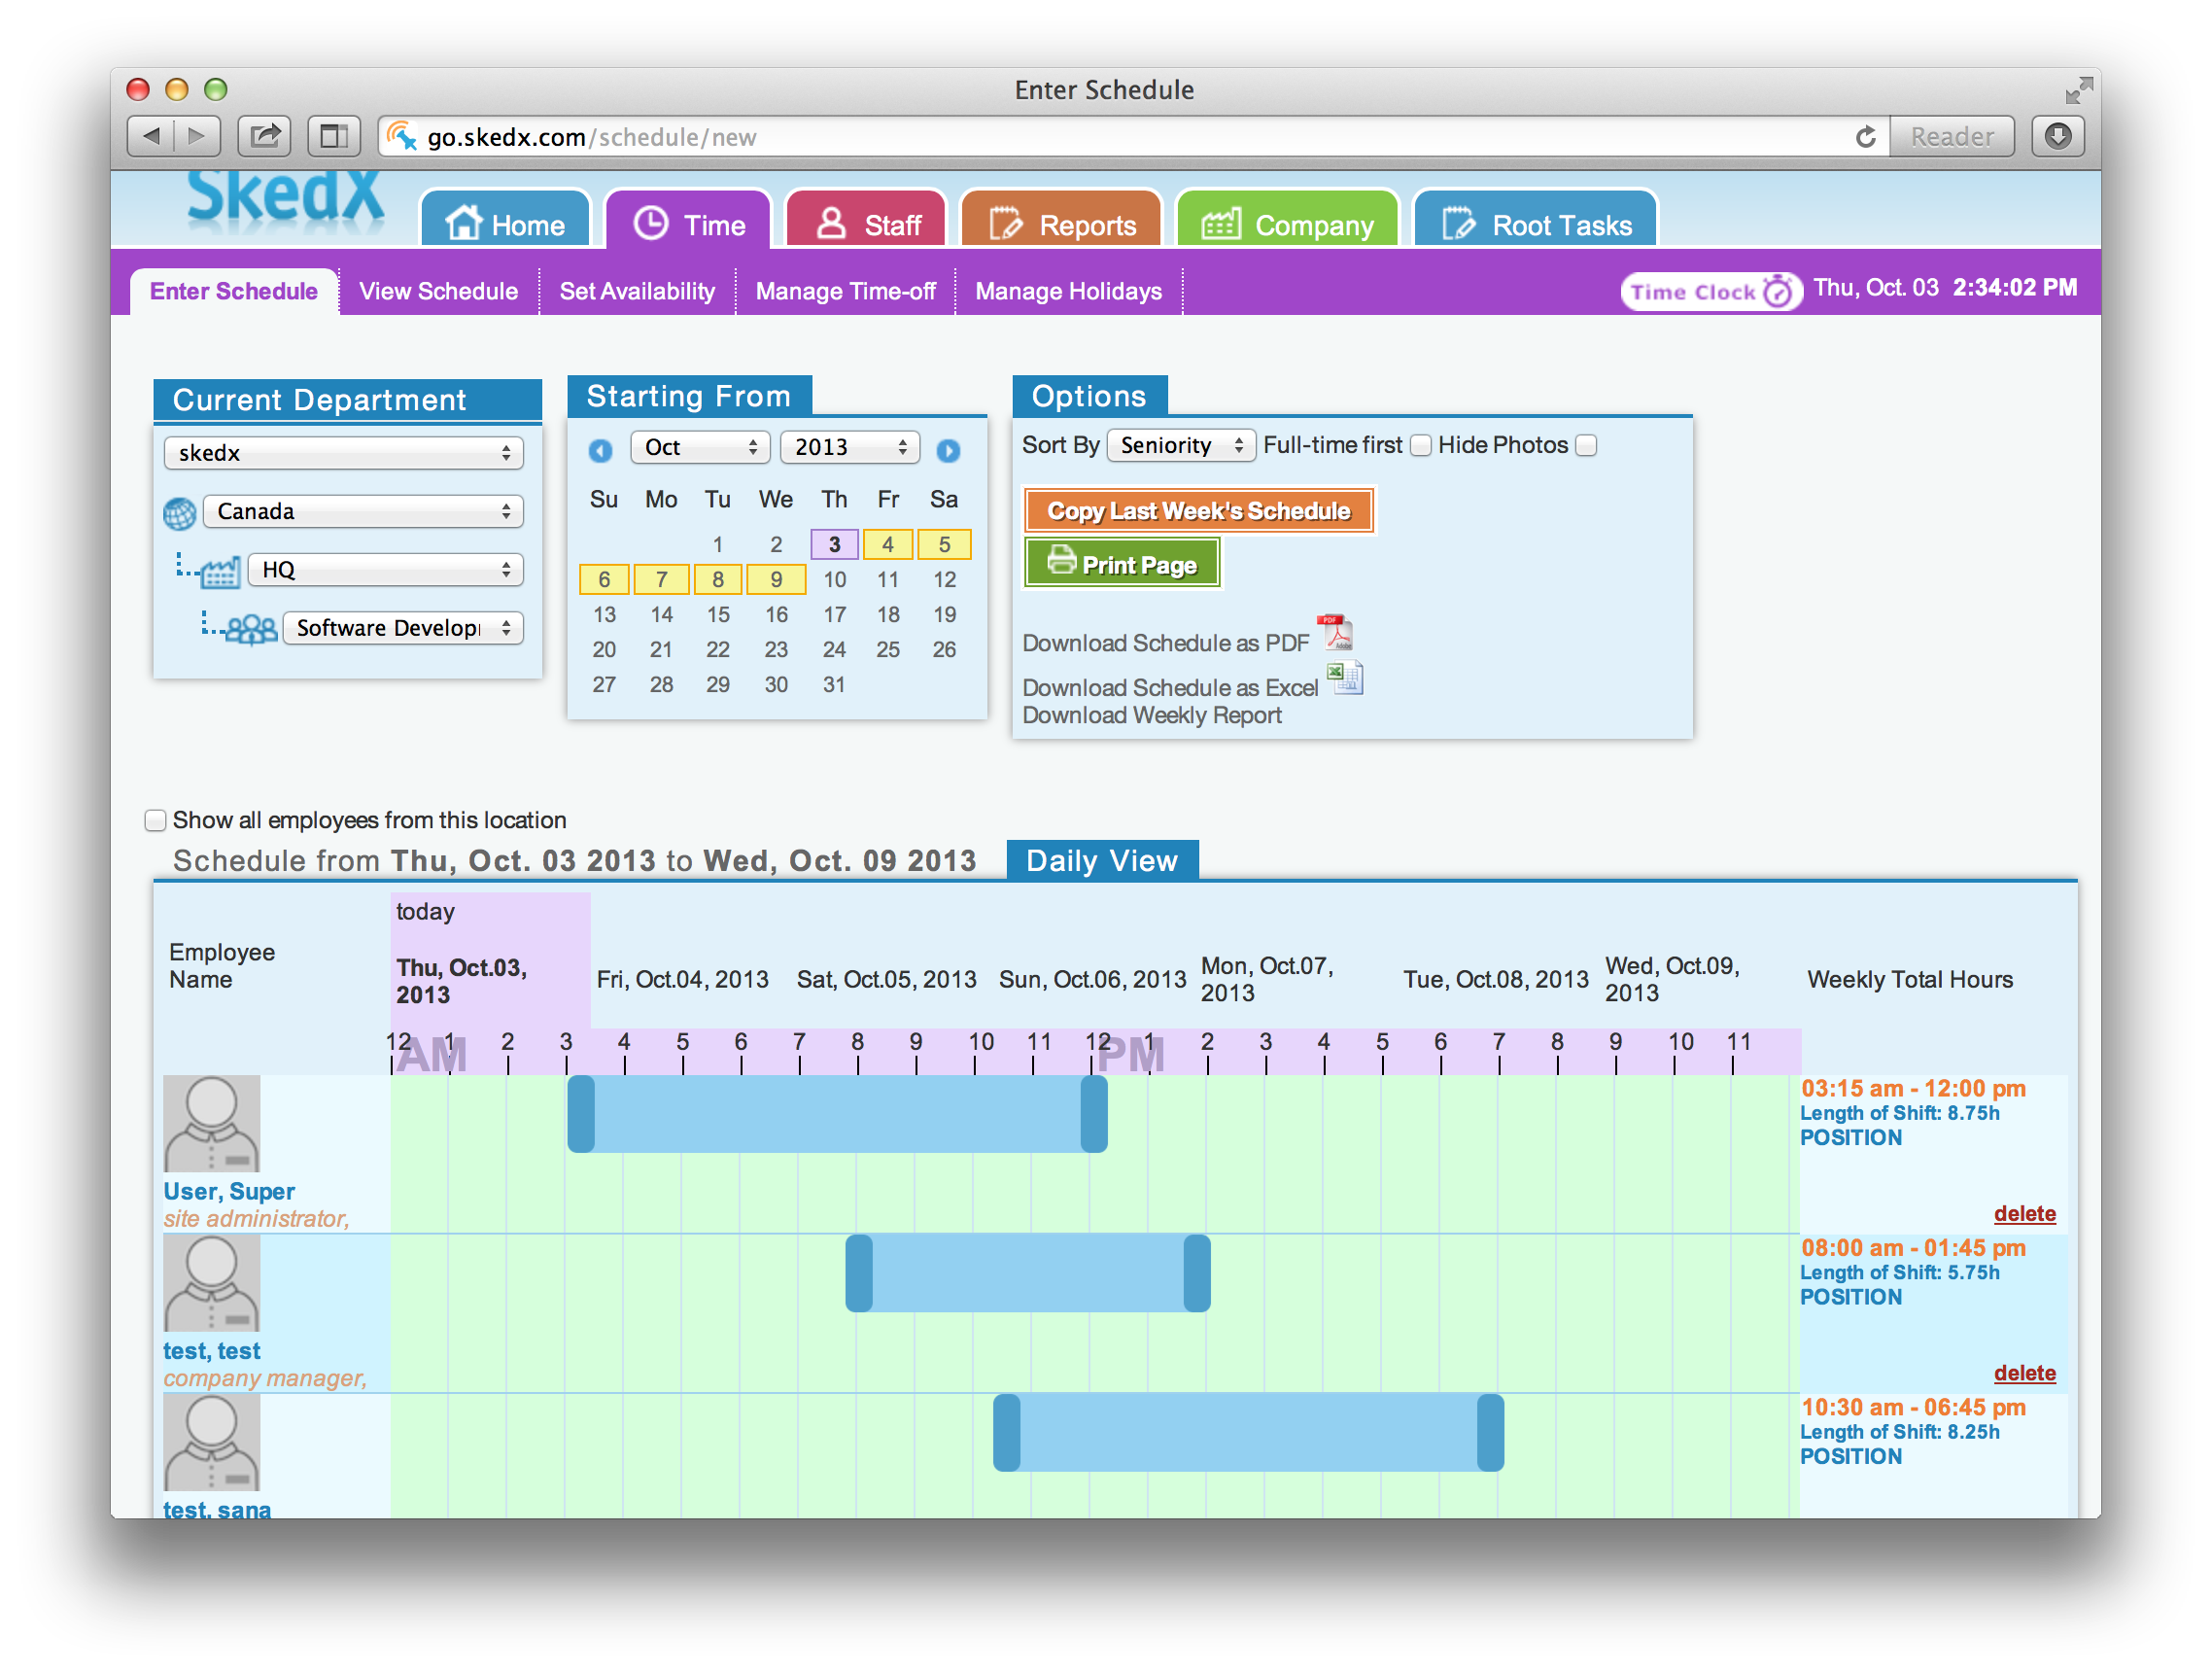 Enter Schedule
go.skedx.com/schedule/new
Reader
SkedX
Home
Time
Staff
Reports
Company
Root Tasks
Enter Schedule
View Schedule
Set Availability
Manage Time-off
Manage Holidays
Time Clock
Thu, Oct. 03 2:34:02 PM
Current Department
skedx
Canada
HQ
Software Develop
Starting From
Oct
2013
Su Mo Tu We Th Fr Sa
1 2 3 4 5
6 7 8 9 10 11 12
13 14 15 16 17 18 19
20 21 22 23 24 25 26
27 28 29 30 31
Options
Sort By Seniority Full-time first Hide Photos
Copy Last Week's Schedule
Print Page
Download Schedule as PDF
PDF
Adobe
Download Schedule as Excel
Download Weekly Report
Show all employees from this location
Schedule from Thu, Oct. 03 2013 to Wed, Oct. 09 2013
Daily View
Employee
Name
today
Thu, Oct.03,
2013
Fri, Oct.04, 2013
Sat, Oct.05, 2013
Sun, Oct.06, 2013
Mon, Oct.07,
2013
Tue, Oct.08, 2013
Wed, Oct.09,
2013
Weekly Total Hours
12 1 2 3 4 5 6 7 8 9 10 11 12 1 2 3 4 5 6 7 8 9 10 11
AM PM
User, Super
site administrator,
03:15 am - 12:00 pm
Length of Shift: 8.75h
POSITION
delete
test, test
company manager,
08:00 am - 01:45 pm
Length of Shift: 5.75h
POSITION
delete
test, sana
10:30 am - 06:45 pm
Length of Shift: 8.25h
POSITION